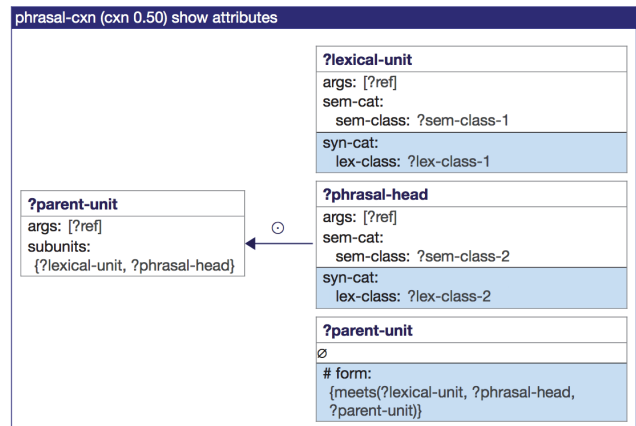 phrasal-cxn (cxn 0.50) show attributes
?parent-unit
args: [?ref]
subunits:
{?lexical-unit, ?phrasal-head}
⊙
?lexical-unit
args: [?ref]
sem-cat:
sem-class: ?sem-class-1
syn-cat:
lex-class: ?lex-class-1
?phrasal-head
args: [?ref]
sem-cat:
sem-class: ?sem-class-2
syn-cat:
lex-class: ?lex-class-2
?parent-unit
∅
# form:
{meets(?lexical-unit, ?phrasal-head,
?parent-unit)}